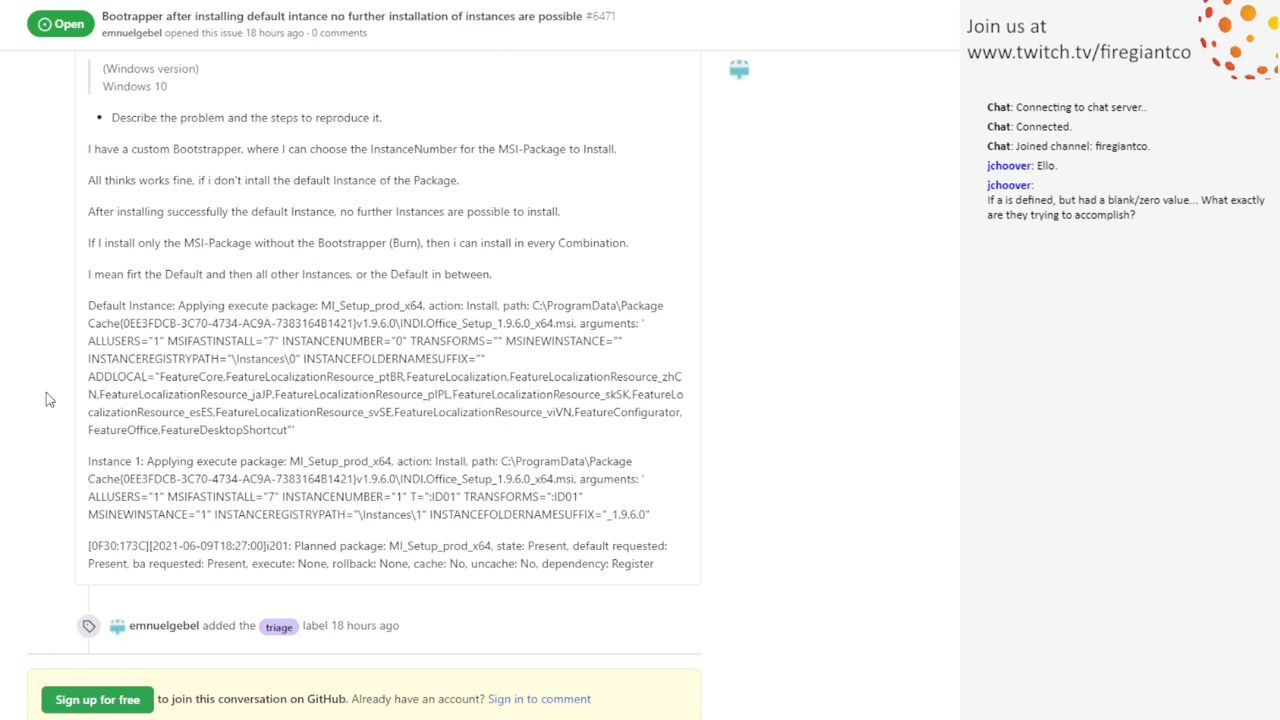 Open
Bootrapper after installing default intance no further installation of instances are possible #6471
emnuelgebel opened this issue 18 hours ago · 0 comments
(Windows version)
Windows 10
• Describe the problem and the steps to reproduce it.
I have a custom Bootstrapper, where I can choose the InstanceNumber for the MSI-Package to Install.
All thinks works fine, if i don't intall the default Instance of the Package.
After installing successfully the default Instance, no further Instances are possible to install.
If I install only the MSI-Package without the Bootstrapper (Burn), then i can install in every Combination.
I mean firt the Default and then all other Instances, or the Default in between.
Default Instance: Applying execute package: MI_Setup_prod_x64, action: Install, path: C:\ProgramData\Package
Cache{0EE3FDCB-3C70-4734-AC9A-7383164B1421}v1.9.6.0\INDI.Office_Setup_1.9.6.0_x64.msi, arguments: '
ALLUSERS="1" MSIFASTINSTALL="7" INSTANCENUMBER="0" TRANSFORMS="" MSINEWINSTANCE=""
INSTANCEREGISTRYPATH="\Instances\0" INSTANCEFOLDERNAMESUFFIX=""
ADDLOCAL="FeatureCore,FeatureLocalizationResource_ptBR,FeatureLocalization,FeatureLocalizationResource_zhC
N,FeatureLocalizationResource_jaJP,FeatureLocalizationResource_plPL,FeatureLocalizationResource_skSK,FeatureLo
calizationResource_esES,FeatureLocalizationResource_svSE,FeatureLocalizationResource_viVN,FeatureConfigurator,
FeatureOffice,FeatureDesktopShortcut"'
Instance 1: Applying execute package: MI_Setup_prod_x64, action: Install, path: C:\ProgramData\Package
Cache{0EE3FDCB-3C70-4734-AC9A-7383164B1421}v1.9.6.0\INDI.Office_Setup_1.9.6.0_x64.msi, arguments: '
ALLUSERS="1" MSIFASTINSTALL="7" INSTANCENUMBER="1" T=":ID01" TRANSFORMS=":ID01"
MSINEWINSTANCE="1" INSTANCEREGISTRYPATH="\Instances\1" INSTANCEFOLDERNAMESUFFIX="_1.9.6.0"
[0F30:173C][2021-06-09T18:27:00]i201: Planned package: MI_Setup_prod_x64, state: Present, default requested:
Present, ba requested: Present, execute: None, rollback: None, cache: No, uncache: No, dependency: Register
emnuelgebel added the triage label 18 hours ago
Sign up for free to join this conversation on GitHub. Already have an account? Sign in to comment
Join us at
www.twitch.tv/firegiantco
Chat: Connecting to chat server..
Chat: Connected.
Chat: Joined channel: firegiantco.
jchoover: Ello.
jchoover:
If a is defined, but had a blank/zero value... What exactly
are they trying to accomplish?